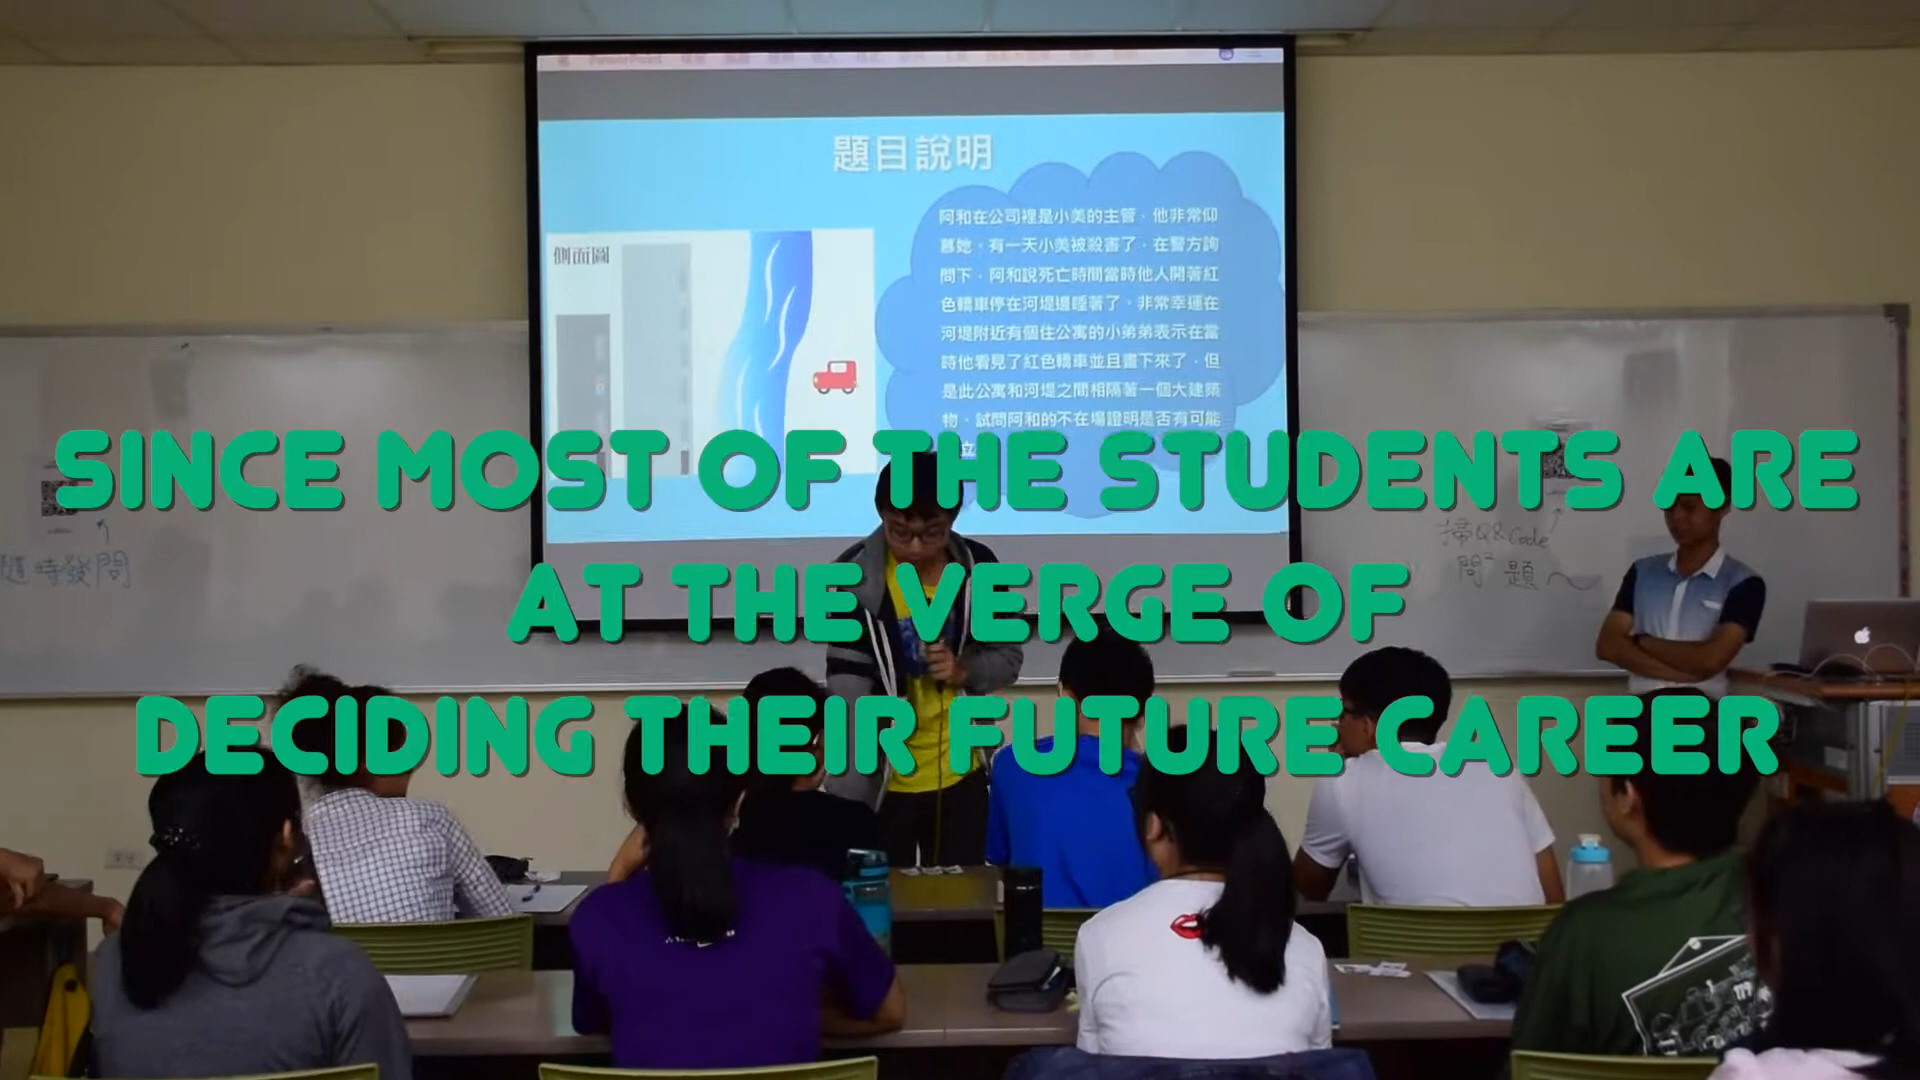 題目說明
側面圖
阿和在公司裡是小美的主管，他非常仰
慕她。有一天小美被殺害了，在警方詢
問下，阿和說死亡時間當時他人開著紅
色轎車停在河堤邊睡著了。非常幸運在
河堤附近有個住公寓的小弟弟表示在當
時他看見了紅色轎車並且畫下來了，但
是此公寓和河堤之間相隔著一個大建築
物。試問阿和的不在場證明是否有可能
立
SINCE MOST OF THE STUDENTS ARE
AT THE VERGE OF
DECIDING THEIR FUTURE CAREER
隨時發問
掃QR Code
問題